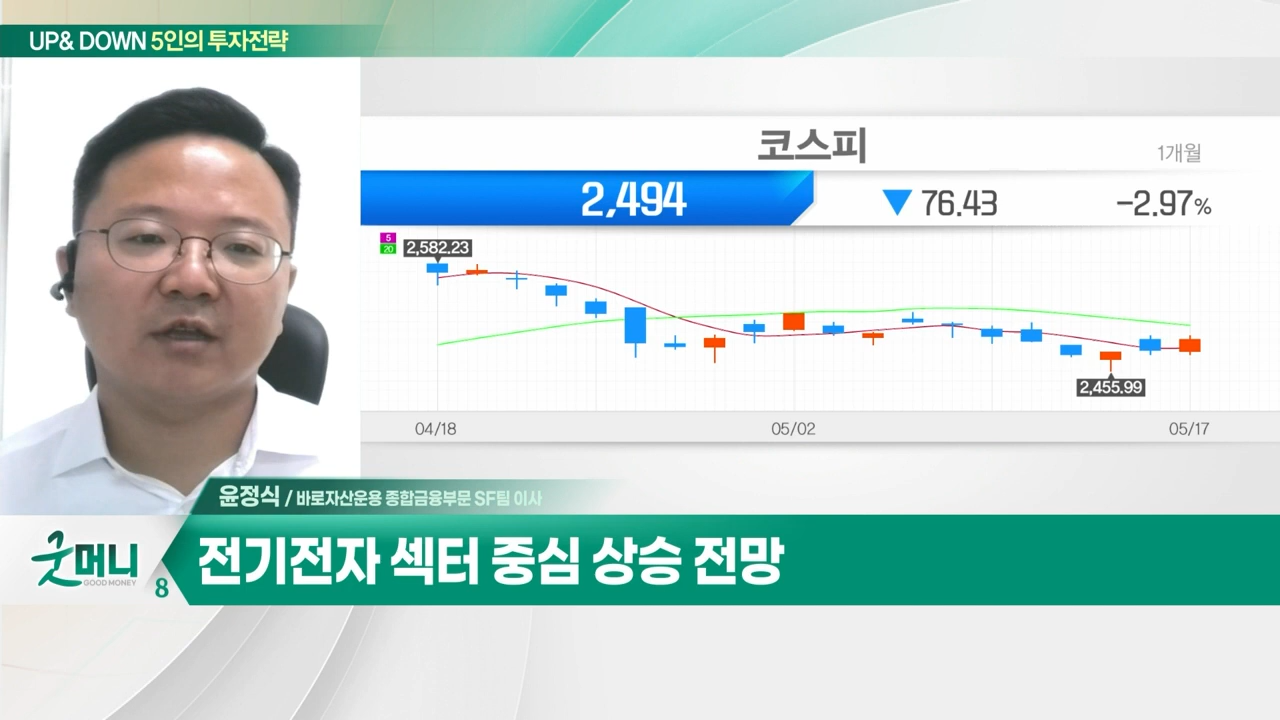 UP& DOWN 5인의 투자전략
코스피
1개월
2,494
▼ 76.43
-2.97%
5
20
2,582.23
2,455.99
04/18
05/02
05/17
윤정식 / 바로자산운용 종합금융부문 SF팀 이사
굿머니
GOOD MONEY
8
전기전자 섹터 중심 상승 전망